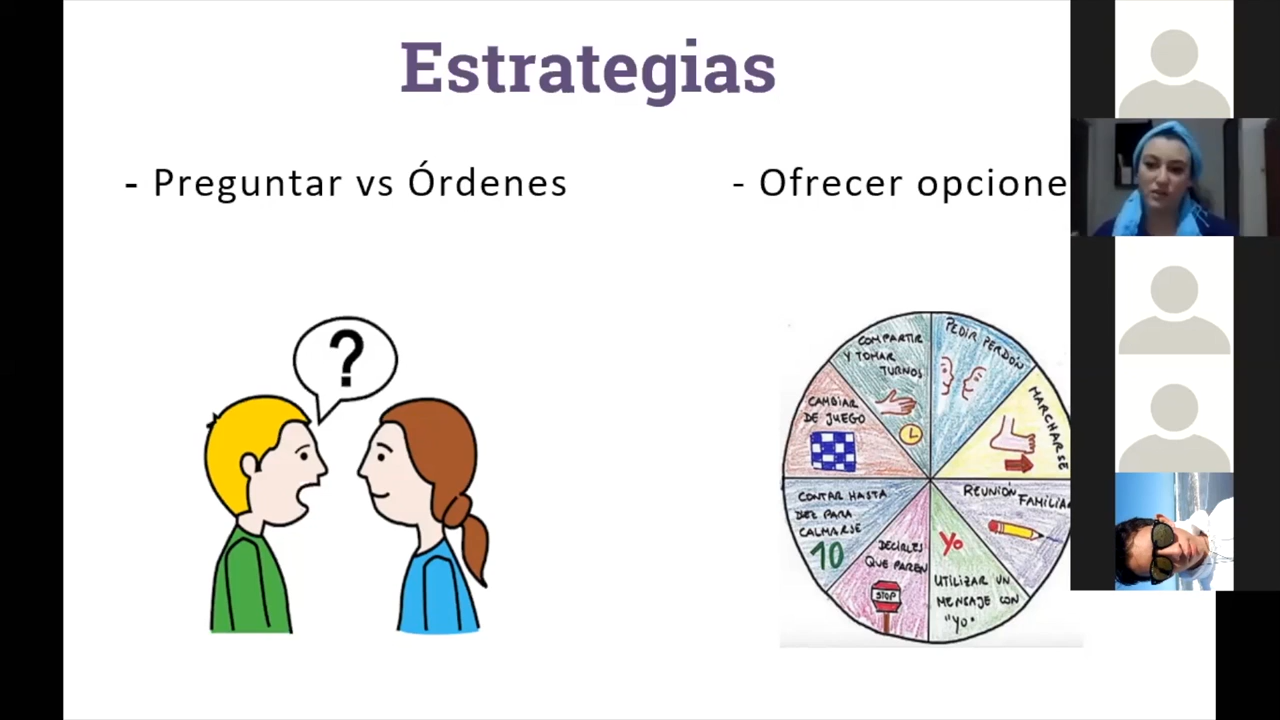 Estrategias
- Preguntar vs Órdenes
- Ofrecer opcione
?
COMPARTIR
Y TOMAR
TURNOS
PEDIR PERDÓN
MARCHARSE
REUNIÓN
FAMILIA
YO
UTILIZAR UN
MENSAJE CON
"YO"
DECIRLES
QUE PAREN
STOP
CONTAR HASTA
DIEZ PARA
CALMARSE
10
CAMBIAR
DE JUEGO